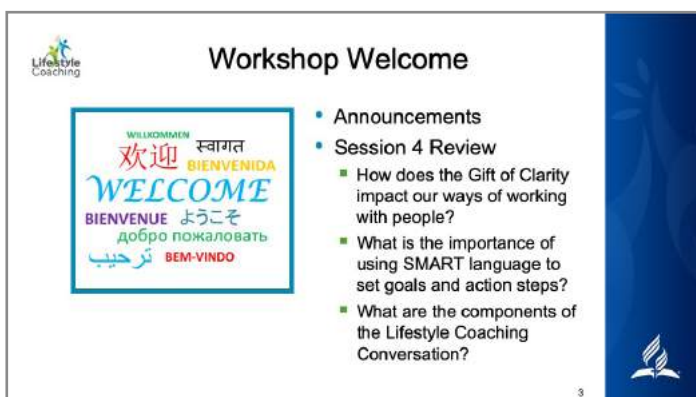 Lifestyle
Coaching
Workshop Welcome
WILLKOMMEN
欢迎 स्वागत
BIENVENIDA
WELCOME
BIENVENUE ようこそ
добро пожаловать
ترحيب BEM-VINDO
• Announcements
• Session 4 Review
▪ How does the Gift of Clarity
impact our ways of working
with people?
▪ What is the importance of
using SMART language to
set goals and action steps?
▪ What are the components of
the Lifestyle Coaching
Conversation?
3